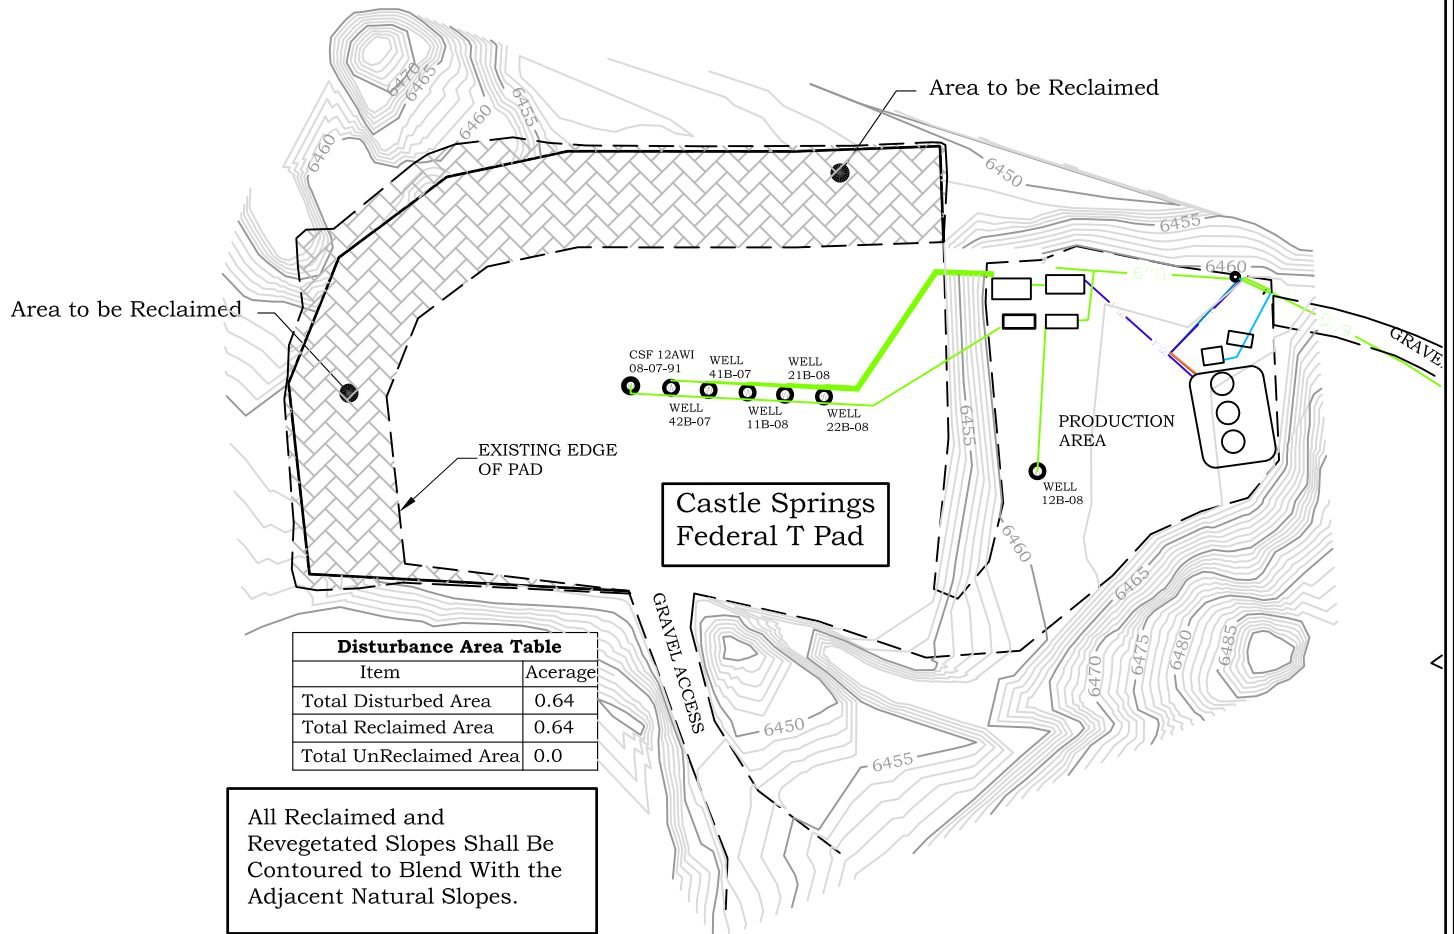 6470
6465
6460
6455
6460
Area to be Reclaimed
6450
6455
6460
6"G
Area to be Reclaimed
GRAVE
CSF 12AWI
08-07-91
WELL
41B-07
WELL
21B-08
WELL
42B-07
WELL
11B-08
WELL
22B-08
6455
PRODUCTION
AREA
EXISTING EDGE
OF PAD
WELL
12B-08
Castle Springs
Federal T Pad
6460
6465
GRAVEL ACCESS
6470
6475
6480
6485
6450
6455
Disturbance Area Table
Item Acerage
Total Disturbed Area 0.64
Total Reclaimed Area 0.64
Total UnReclaimed Area 0.0
All Reclaimed and
Revegetated Slopes Shall Be
Contoured to Blend With the
Adjacent Natural Slopes.